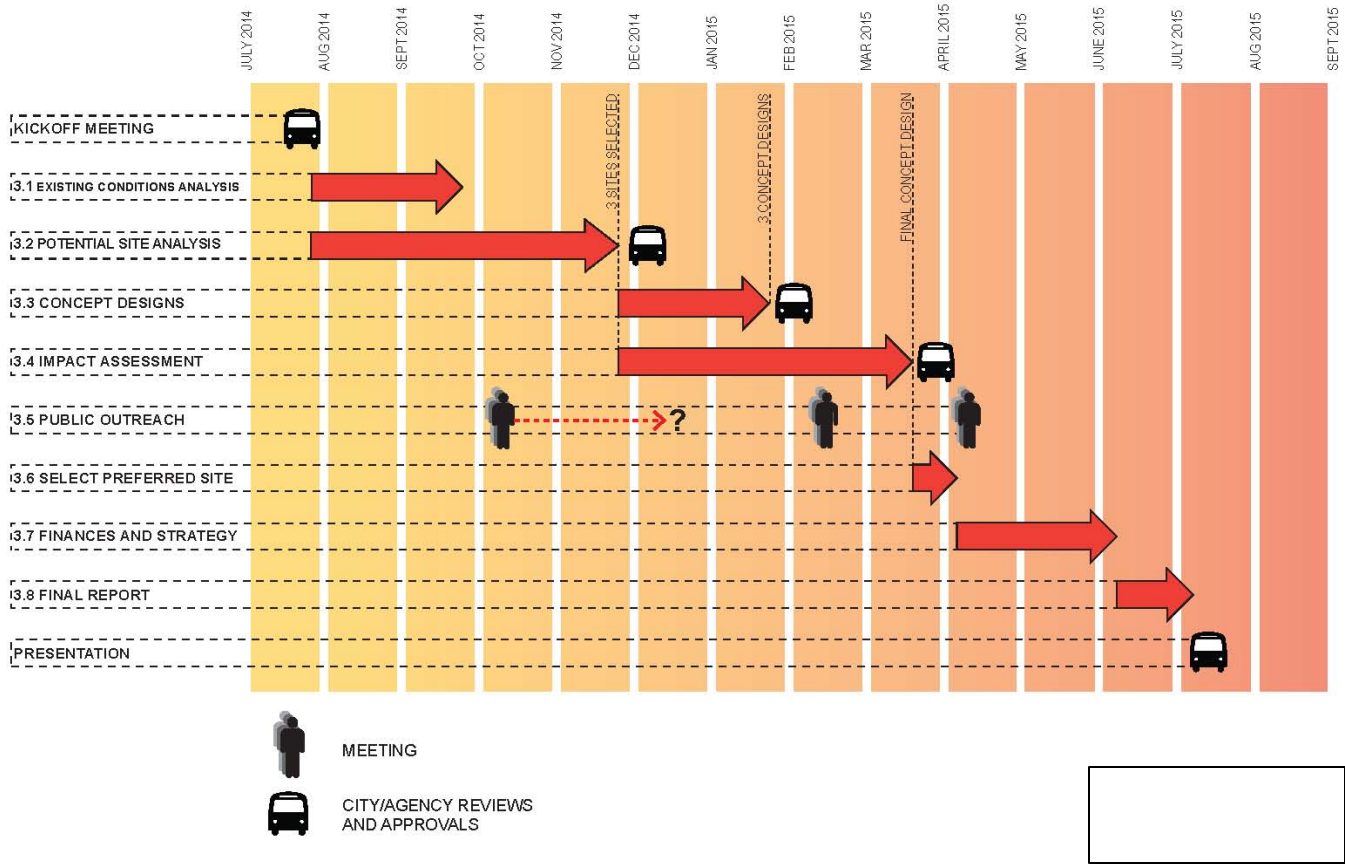 JULY 2014
AUG 2014
SEPT 2014
OCT 2014
NOV 2014
DEC 2014
JAN 2015
FEB 2015
MAR 2015
APRIL 2015
MAY 2015
JUNE 2015
JULY 2015
AUG 2015
SEPT 2015
3 SITES SELECTED
3 CONCEPT DESIGNS
FINAL CONCEPT DESIGN
KICKOFF MEETING
3.1 EXISTING CONDITIONS ANALYSIS
3.2 POTENTIAL SITE ANALYSIS
3.3 CONCEPT DESIGNS
3.4 IMPACT ASSESSMENT
3.5 PUBLIC OUTREACH
?
3.6 SELECT PREFERRED SITE
3.7 FINANCES AND STRATEGY
3.8 FINAL REPORT
PRESENTATION
MEETING
CITY/AGENCY REVIEWS
AND APPROVALS